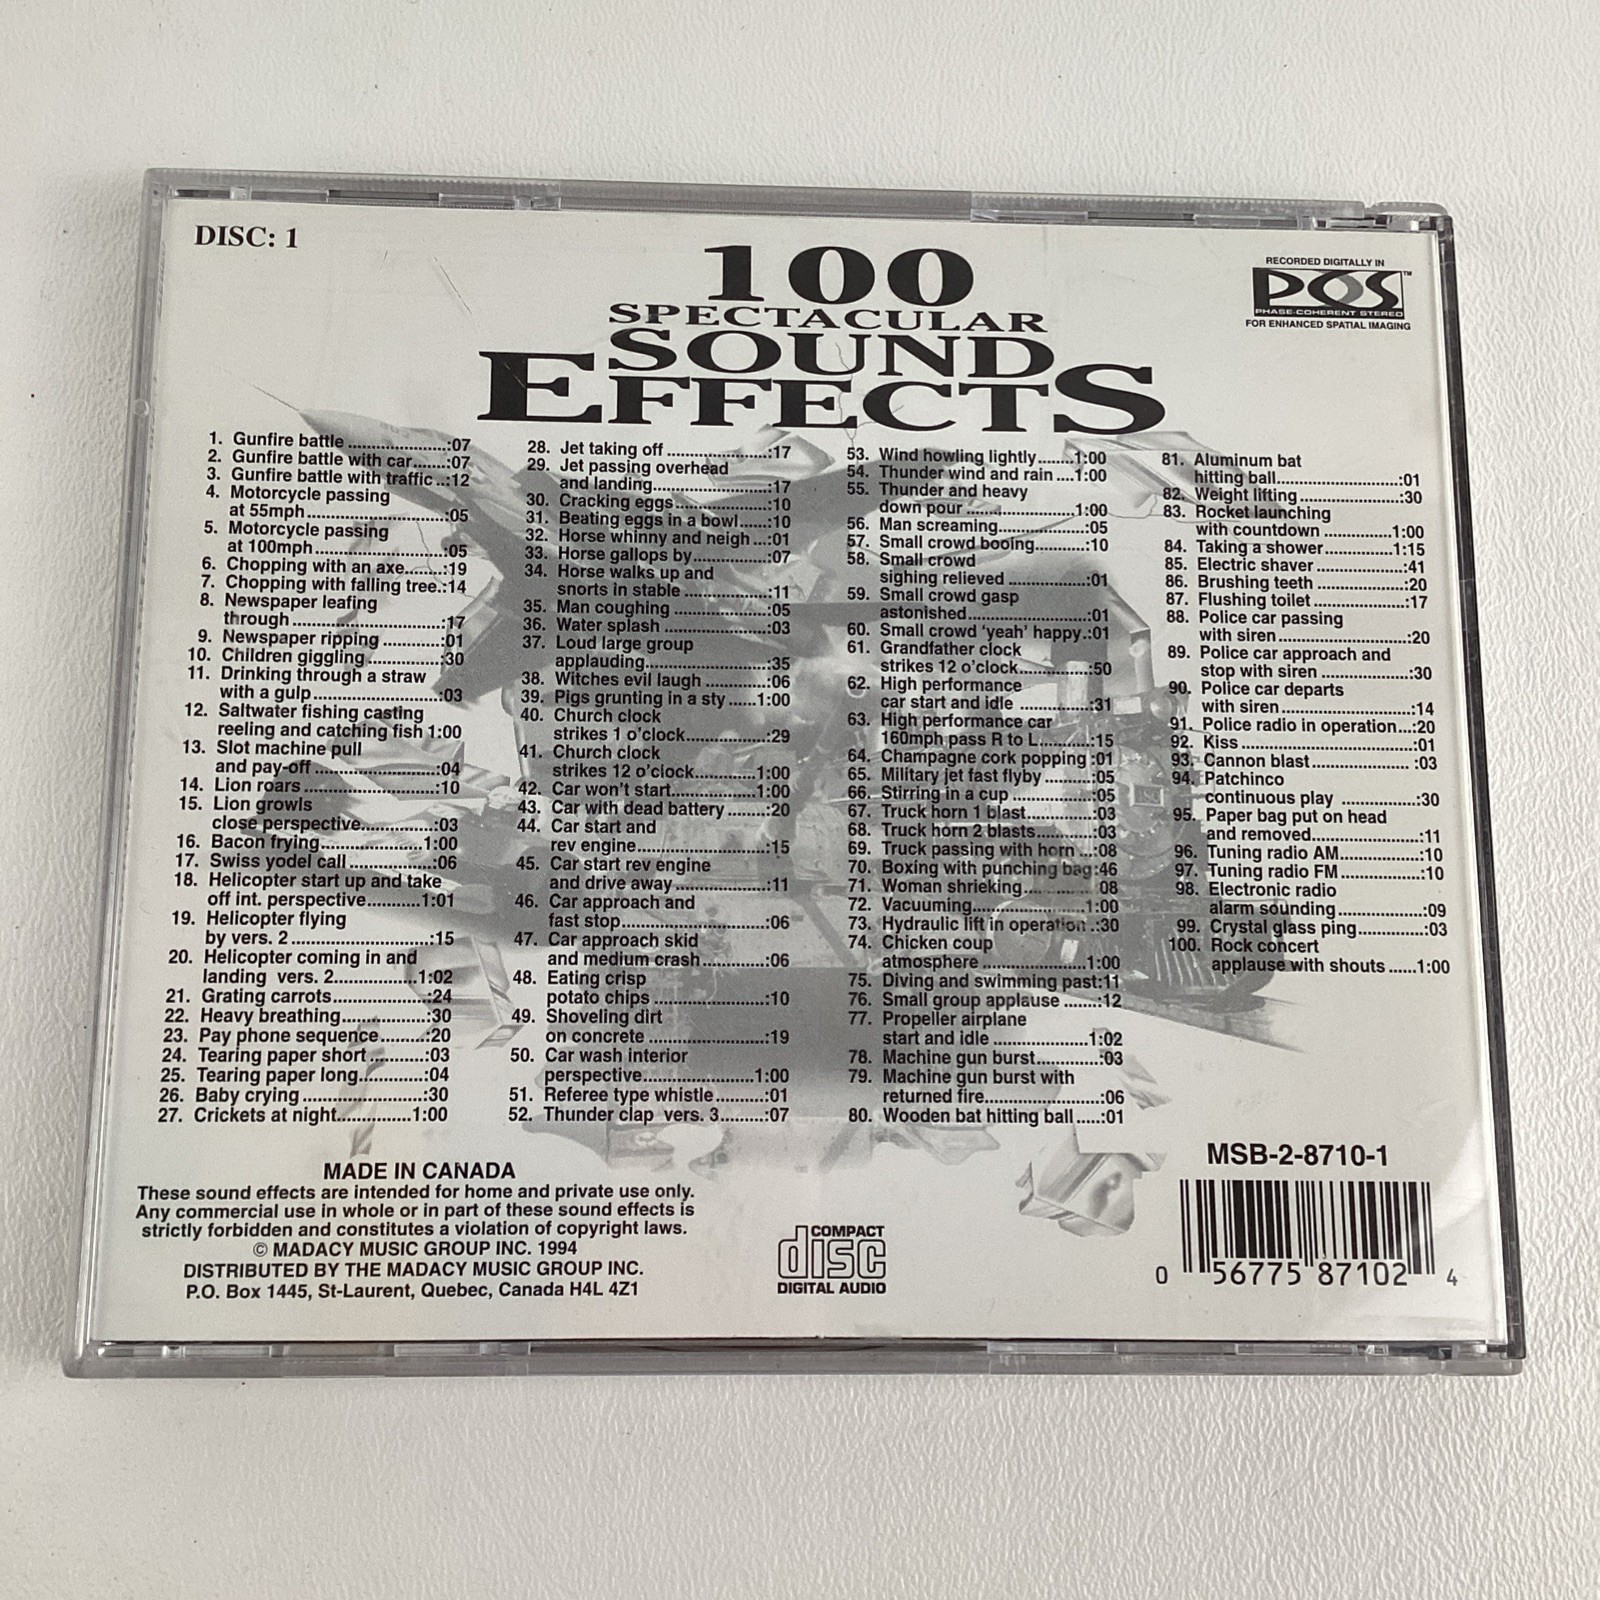 DISC: 1
100
SPECTACULAR
SOUND
EFFECTS
RECORDED DIGITALLY IN
PCS™
PHASE-COHERENT STEREO
FOR ENHANCED SPATIAL IMAGING
1. Gunfire battle ......................:07
2. Gunfire battle with car.......:07
3. Gunfire battle with traffic ..:12
4. Motorcycle passing
at 55mph..............................:05
5. Motorcycle passing
at 100mph...........................:05
6. Chopping with an axe........:19
7. Chopping with falling tree.:14
8. Newspaper leafing
through ................................:17
9. Newspaper ripping ............:01
10. Children giggling ...............:30
11. Drinking through a straw
with a gulp...........................:03
12. Saltwater fishing casting
reeling and catching fish 1:00
13. Slot machine pull
and pay-off .........................:04
14. Lion roars ..........................:10
15. Lion growls
close perspective...............:03
16. Bacon frying.....................1:00
17. Swiss yodel call .................:06
18. Helicopter start up and take
off int. perspective...........1:01
19. Helicopter flying
by vers. 2 .............................:15
20. Helicopter coming in and
landing vers. 2.................1:02
21. Grating carrots....................:24
22. Heavy breathing.................:30
23. Pay phone sequence.........:20
24. Tearing paper short ...........:03
25. Tearing paper long.............:04
26. Baby crying .........................:30
27. Crickets at night...............1:00
28. Jet taking off .....................:17
29. Jet passing overhead
and landing........................:17
30. Cracking eggs...................:10
31. Beating eggs in a bowl......:10
32. Horse whinny and neigh ...:01
33. Horse gallops by................:07
34. Horse walks up and
snorts in stable ..................:11
35. Man coughing ....................:05
36. Water splash ......................:03
37. Loud large group
applauding..........................:35
38. Witches evil laugh .............:06
39. Pigs grunting in a sty ......1:00
40. Church clock
strikes 1 o'clock.................:29
41. Church clock
strikes 12 o'clock.............1:00
42. Car won't start..................1:00
43. Car with dead battery ........:20
44. Car start and
rev engine...........................:15
45. Car start rev engine
and drive away ...................:11
46. Car approach and
fast stop..............................:06
47. Car approach skid
and medium crash.............:06
48. Eating crisp
potato chips .......................:10
49. Shoveling dirt
on concrete ........................:19
50. Car wash interior
perspective.......................1:00
51. Referee type whistle ..........:01
52. Thunder clap vers. 3.........:07
53. Wind howling lightly........1:00
54. Thunder wind and rain ....1:00
55. Thunder and heavy
down pour ........................1:00
56. Man screaming..................:05
57. Small crowd booing...........:10
58. Small crowd
sighing relieved .................:01
59. Small crowd gasp
astonished..........................:01
60. Small crowd 'yeah' happy.:01
61. Grandfather clock
strikes 12 o'clock...............:50
62. High performance
car start and idle ...............:31
63. High performance car
160mph pass R to L...........:15
64. Champagne cork popping :01
65. Military jet fast flyby ..........:05
66. Stirring in a cup ................:05
67. Truck horn 1 blast..............:03
68. Truck horn 2 blasts............:03
69. Truck passing with horn ...:08
70. Boxing with punching bag:46
71. Woman shrieking.............. 08
72. Vacuuming.......................1:00
73. Hydraulic lift in operation ..:30
74. Chicken coup
atmosphere ......................1:00
75. Diving and swimming past:11
76. Small group applause .......:12
77. Propeller airplane
start and idle ....................1:02
78. Machine gun burst.............:03
79. Machine gun burst with
returned fire........................:06
80. Wooden bat hitting ball.....:01
81. Aluminum bat
hitting ball..........................:01
82. Weight lifting .....................:30
83. Rocket launching
with countdown ...............1:00
84. Taking a shower...............1:15
85. Electric shaver ..................:41
86. Brushing teeth ..................:20
87. Flushing toilet ...................:17
88. Police car passing
with siren............................:20
89. Police car approach and
stop with siren ...................:30
90. Police car departs
with siren............................:14
91. Police radio in operation...:20
92. Kiss ....................................:01
93. Cannon blast..................... :03
94. Patchinco
continuous play ................:30
95. Paper bag put on head
and removed.......................:11
96. Tuning radio AM.................:10
97. Tuning radio FM.................:10
98. Electronic radio
alarm sounding ..................:09
99. Crystal glass ping..............:03
100. Rock concert
applause with shouts ......1:00
MADE IN CANADA
These sound effects are intended for home and private use only.
Any commercial use in whole or in part of these sound effects is
strictly forbidden and constitutes a violation of copyright laws.
© MADACY MUSIC GROUP INC. 1994
DISTRIBUTED BY THE MADACY MUSIC GROUP INC.
P.O. Box 1445, St-Laurent, Quebec, Canada H4L 4Z1
COMPACT
disc
DIGITAL AUDIO
MSB-2-8710-1
0 56775 87102 4